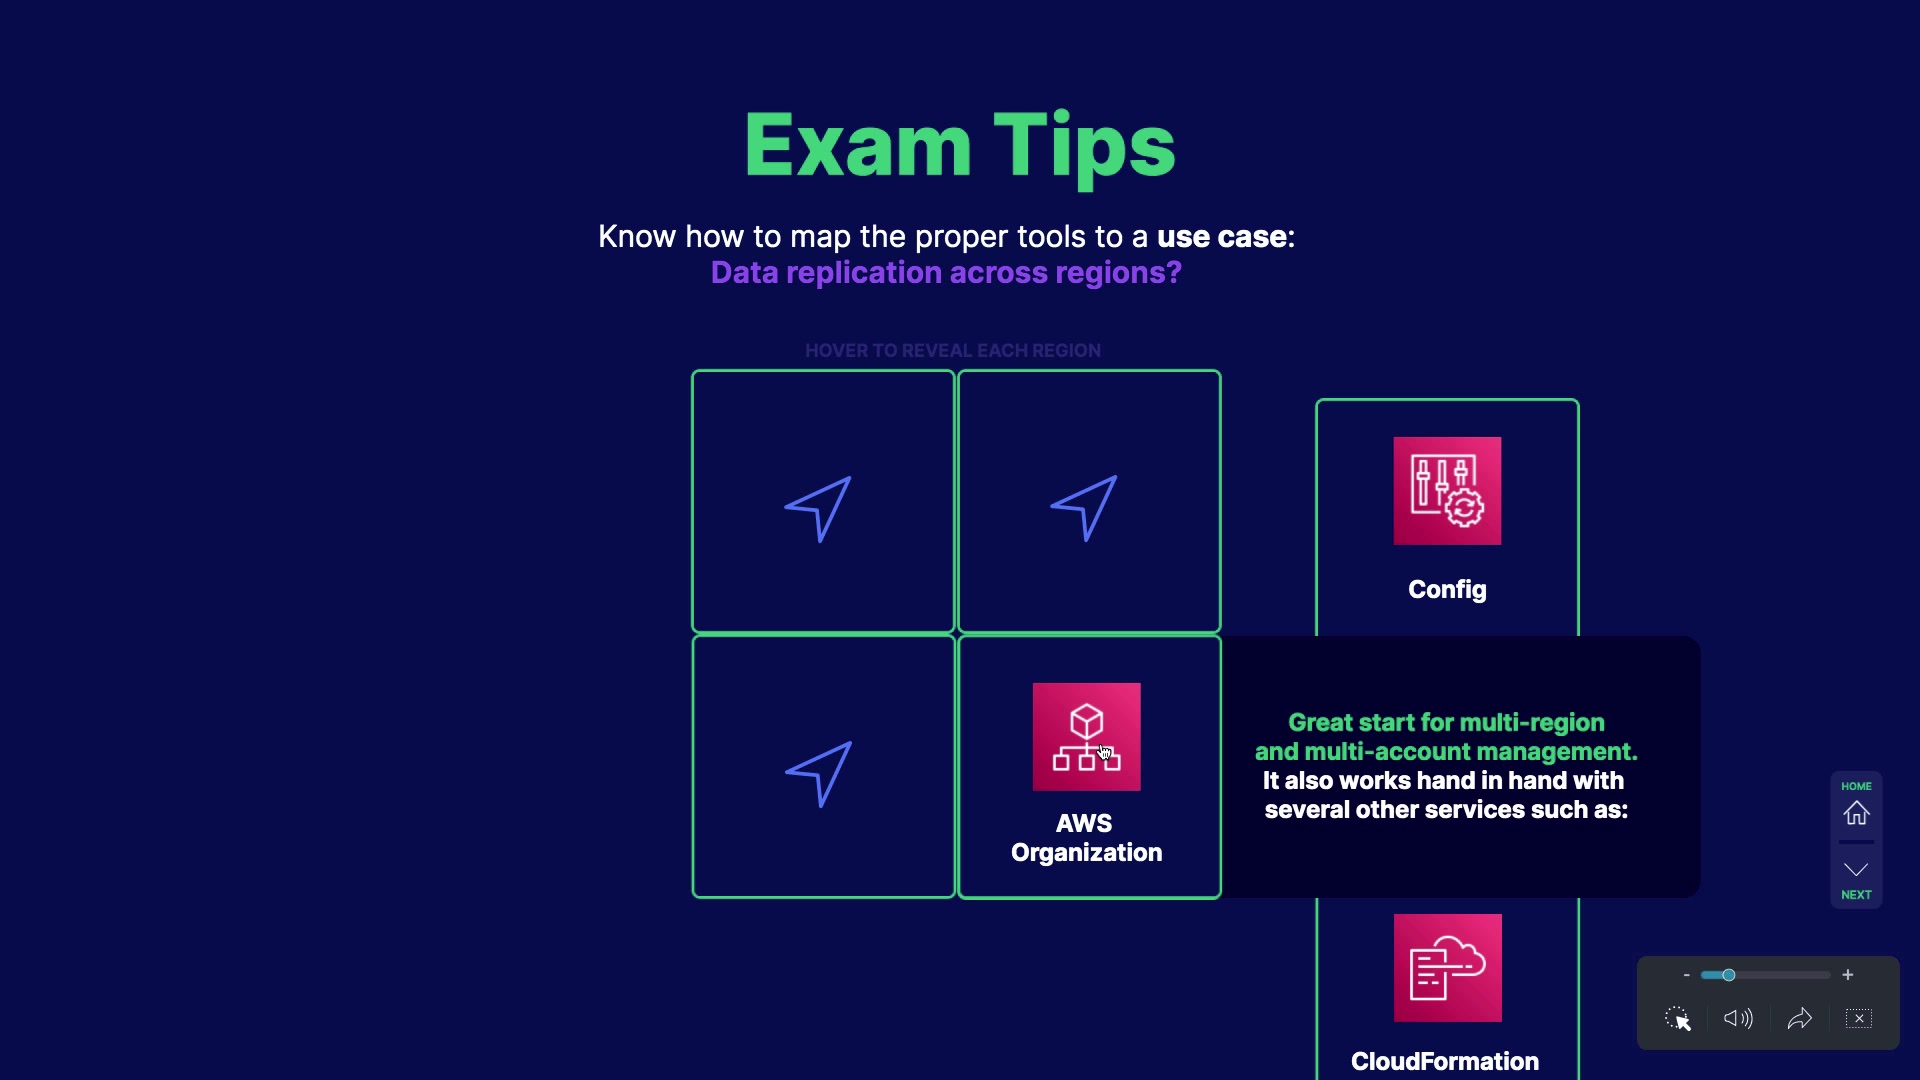 Exam Tips
Know how to map the proper tools to a use case:
Data replication across regions?
HOVER TO REVEAL EACH REGION
Config
AWS
Organization
Great start for multi-region
and multi-account management.
It also works hand in hand with
several other services such as:
CloudFormation
HOME
NEXT
- +